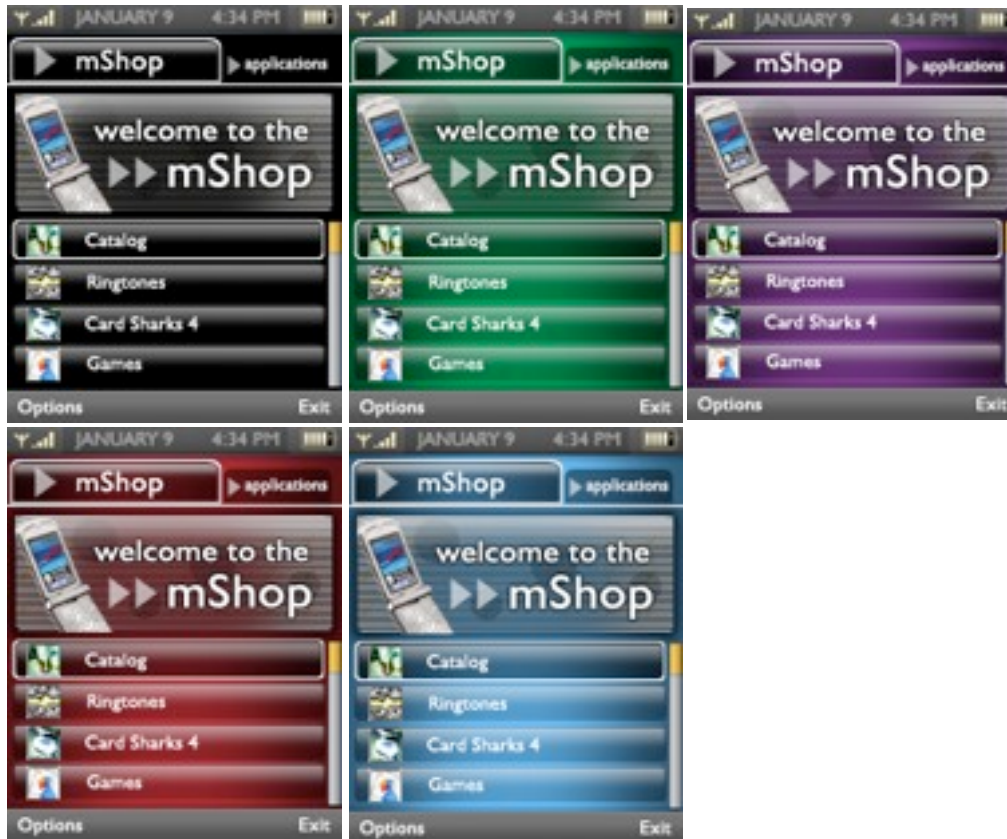 JANUARY 9 4:34 PM
mShop applications
welcome to the
mShop
Catalog
Ringtones
Card Sharks 4
Games
Options Exit
JANUARY 9 4:34 PM
mShop applications
welcome to the
mShop
Catalog
Ringtones
Card Sharks 4
Games
Options Exit
JANUARY 9 4:34 PM
mShop applications
welcome to the
mShop
Catalog
Ringtones
Card Sharks 4
Games
Options Exit
JANUARY 9 4:34 PM
mShop applications
welcome to the
mShop
Catalog
Ringtones
Card Sharks 4
Games
Options Exit
JANUARY 9 4:34 PM
mShop applications
welcome to the
mShop
Catalog
Ringtones
Card Sharks 4
Games
Options Exit